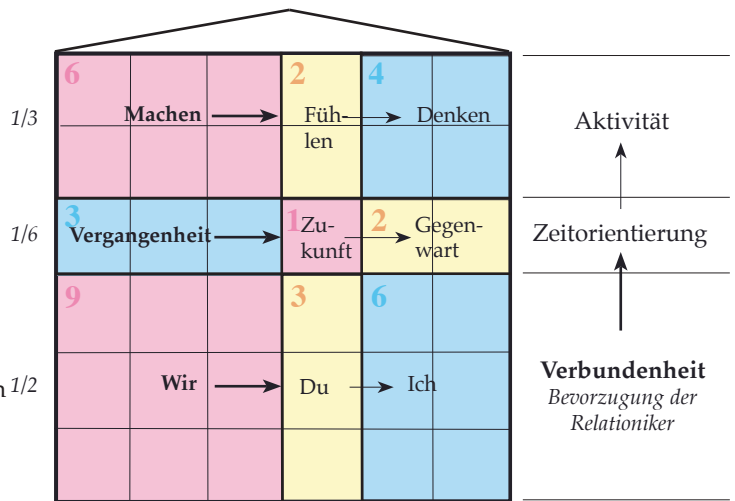 6 2 4
1/3 Machen Füh- Denken Aktivität
len
3 1 Zu- 2 Gegen-
1/6 Vergangenheit kunft wart Zeitorientierung
9 3 6
n 1/2 Wir Du Ich Verbundenheit
Bevorzugung der
Relationiker